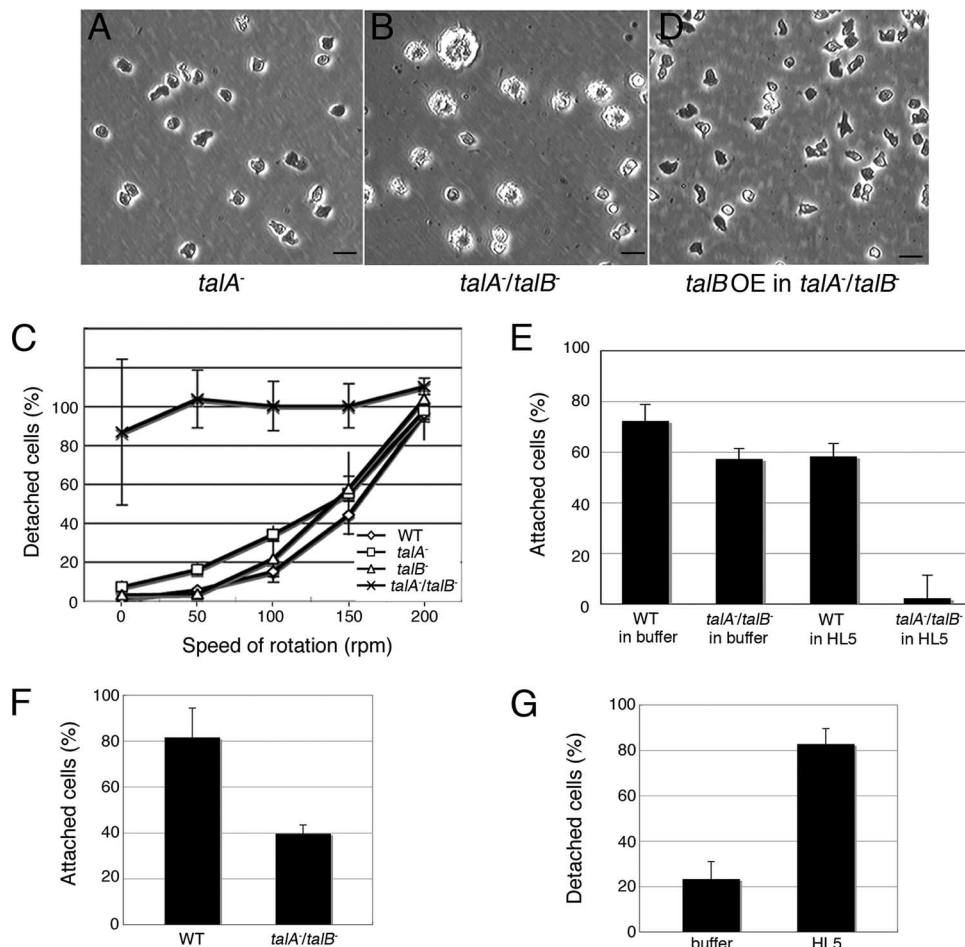 A
B
D
talA-
talA-/talB-
talB OE in talA-/talB-
C
Detached cells (%)
100
80
60
40
20
0
WT
talA-
talB-
talA-/talB-
0 50 100 150 200
Speed of rotation (rpm)
E
Attached cells (%)
100
80
60
40
20
0
WT talA-/talB- WT talA-/talB-
in buffer in buffer in HL5 in HL5
F
Attached cells (%)
100
80
60
40
20
0
WT talA-/talB-
G
Detached cells (%)
100
80
60
40
20
0
buffer HL5